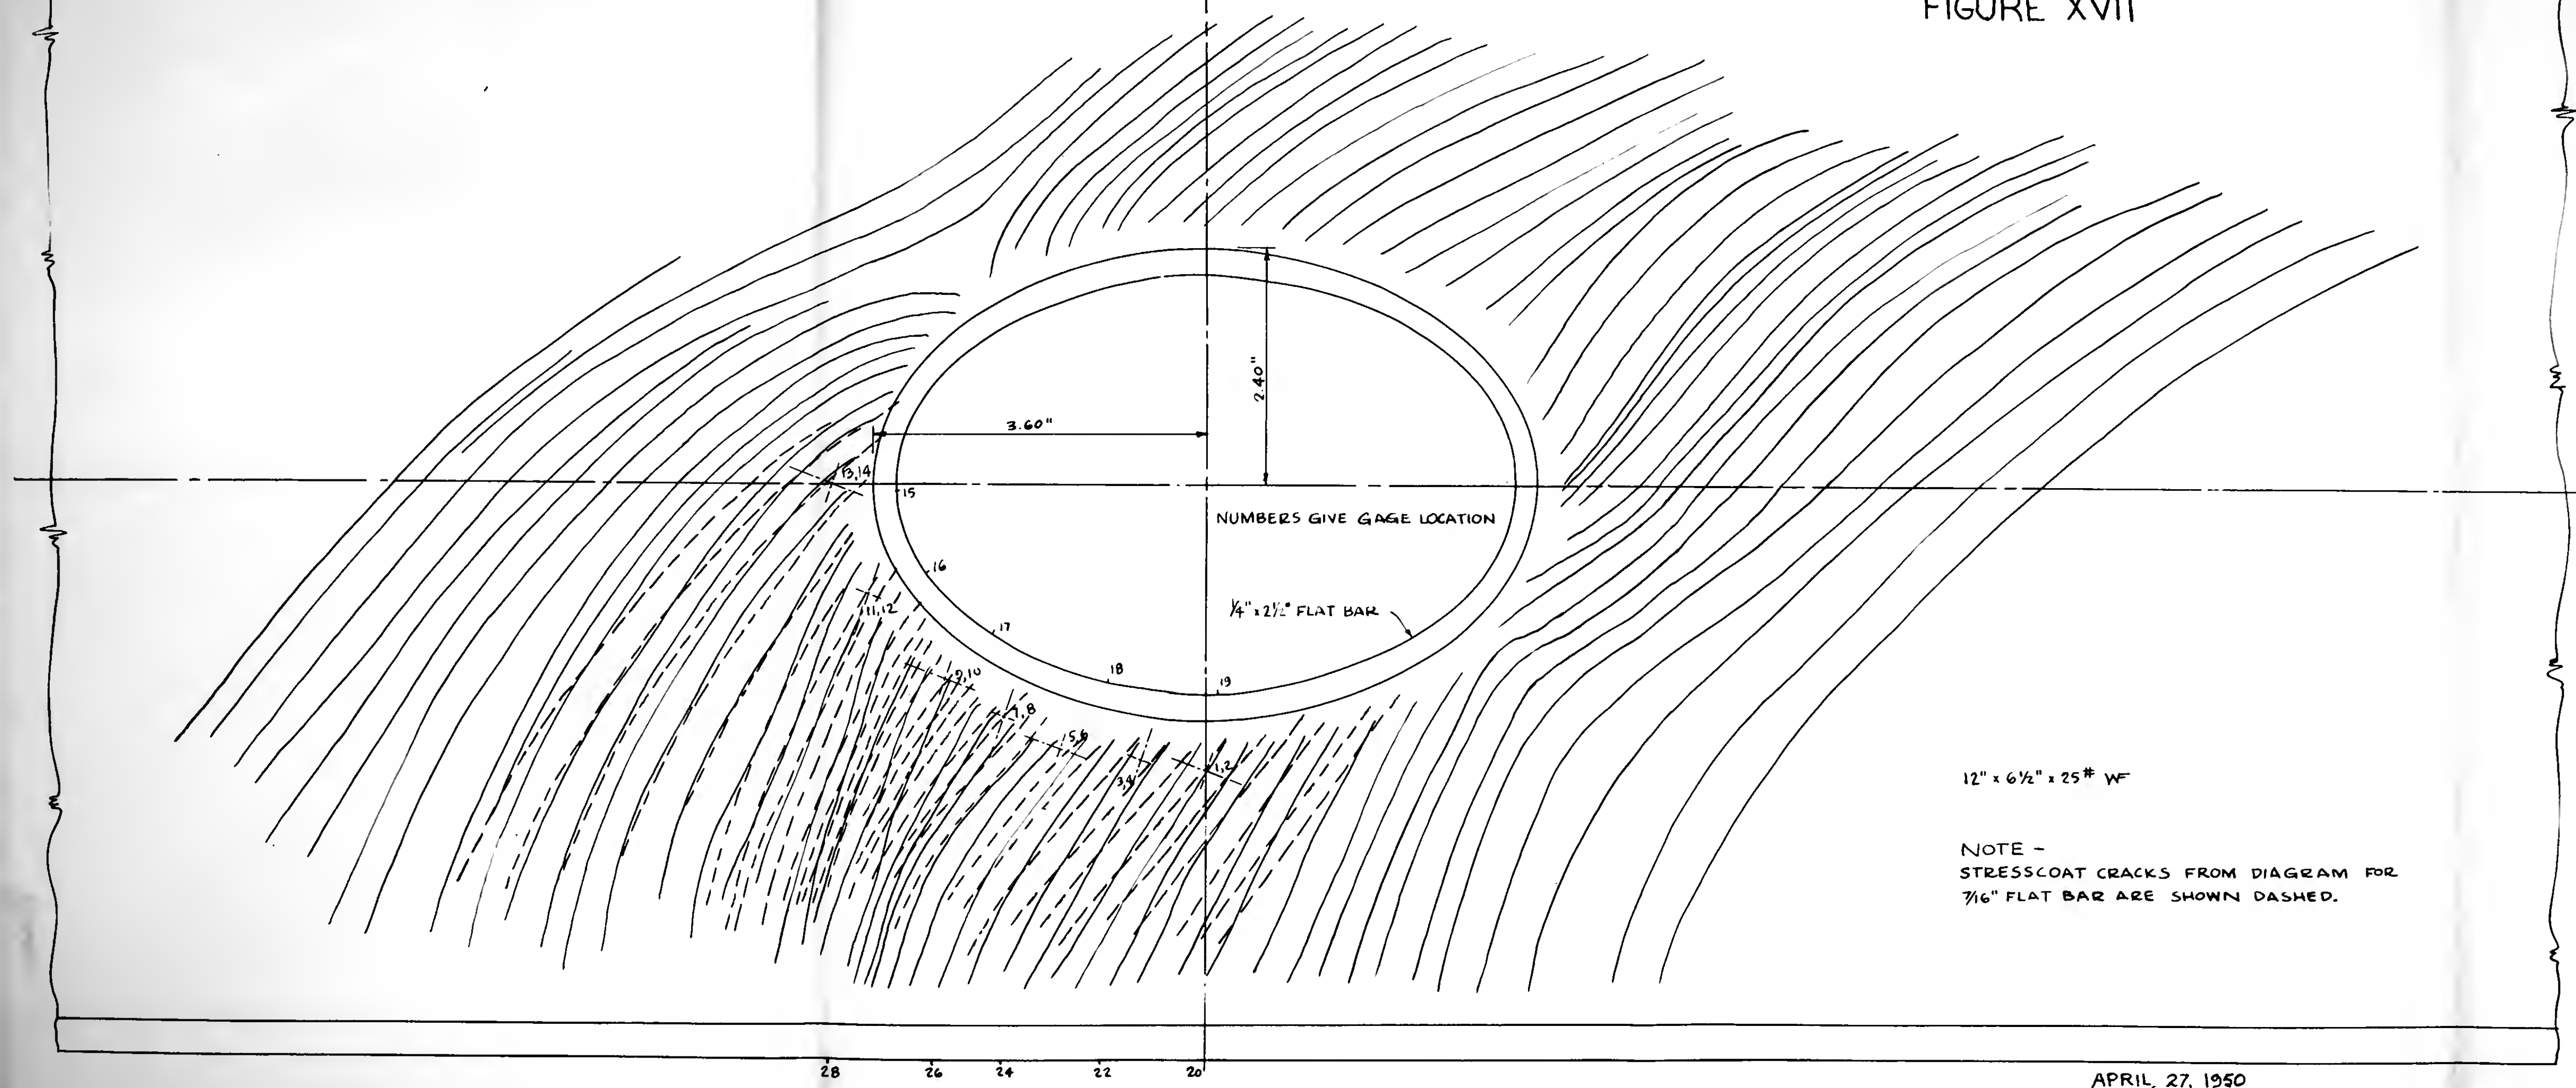 FIGURE XVII
2.40"
3.60"
13,14
15
NUMBERS GIVE GAGE LOCATION
16
11,12
1/4" x 2 1/2" FLAT BAR
17
9,10
18
19
7,8
5,6
3,4
1,2
12" x 6 1/2" x 25# WF
NOTE -
STRESSCOAT CRACKS FROM DIAGRAM FOR
7/16" FLAT BAR ARE SHOWN DASHED.
28 26 24 22 20
APRIL, 27, 1950